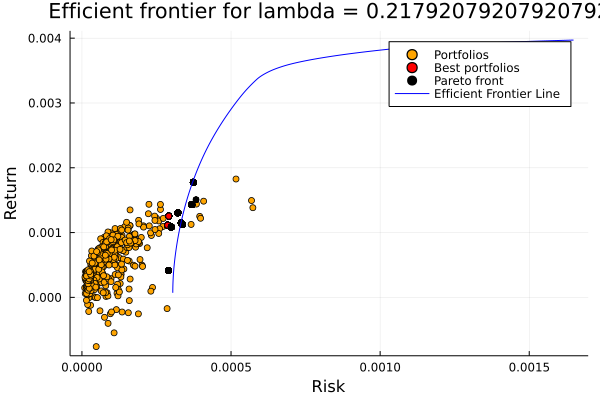 Efficient frontier for lambda = 0.2179207920792079
Portfolios
Best portfolios
Pareto front
Efficient Frontier Line
Return
0.004
0.003
0.002
0.001
0.000
0.0000
0.0005
0.0010
0.0015
Risk